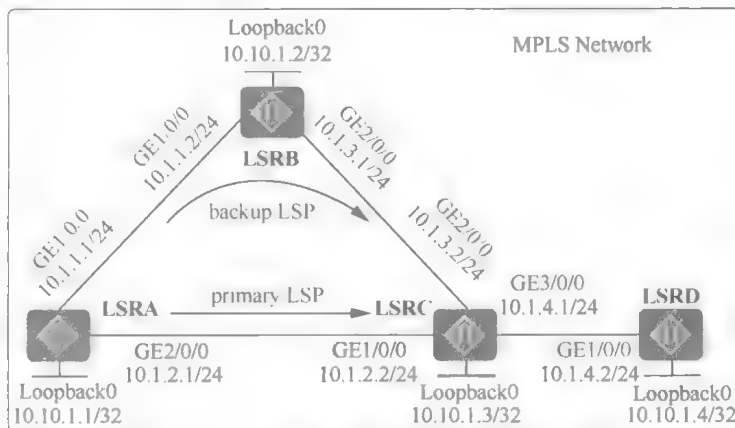 Loopback0
10.10.1.2/32
MPLS Network
GE1/0/0
10.1.1.2/24
GE2/0/0
10.1.3.1/24
LSRB
backup LSP
GE1/0/0
10.1.1.1/24
GE2/0/0
10.1.3.2/24
LSRA
primary LSP
LSRC
GE3/0/0
10.1.4.1/24
LSRD
GE2/0/0
10.1.2.1/24
GE1/0/0
10.1.2.2/24
GE1/0/0
10.1.4.2/24
Loopback0
10.10.1.1/32
Loopback0
10.10.1.3/32
Loopback0
10.10.1.4/32